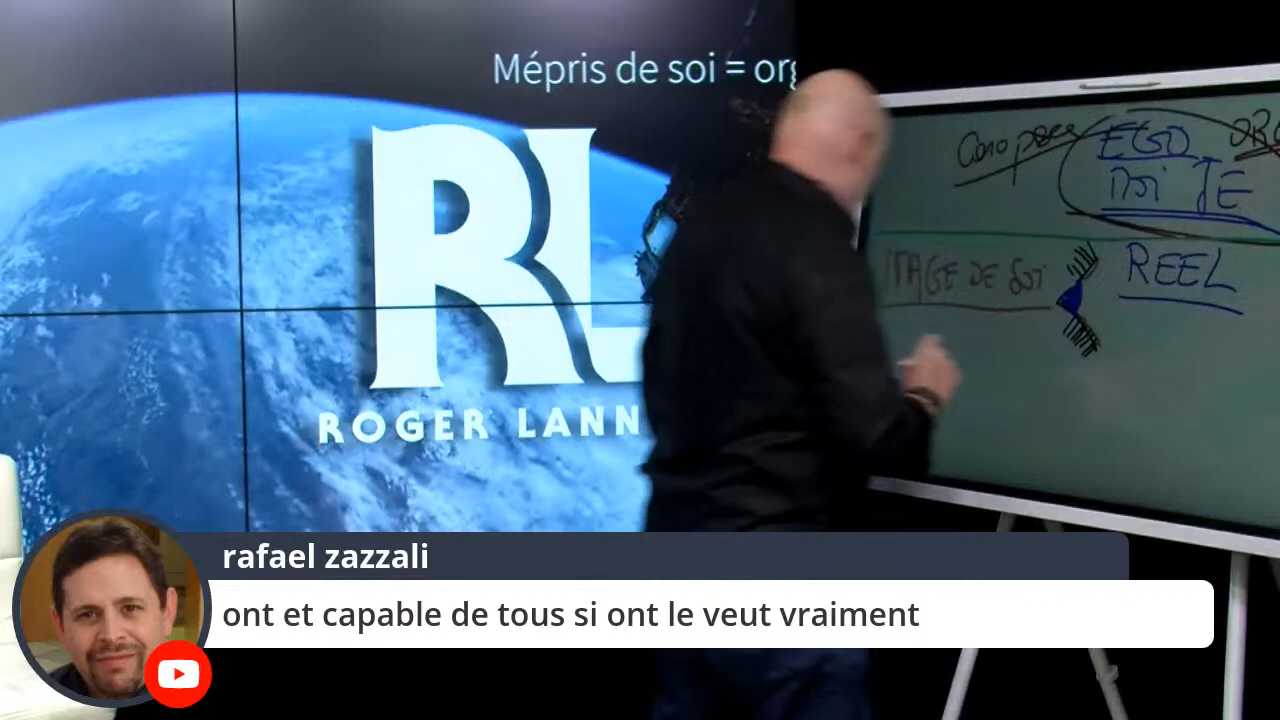 Mépris de soi = org
RL
ROGER LANN
EGO
Moi JE
IMAGE DE SOI
REEL
rafael zazzali
ont et capable de tous si ont le veut vraiment